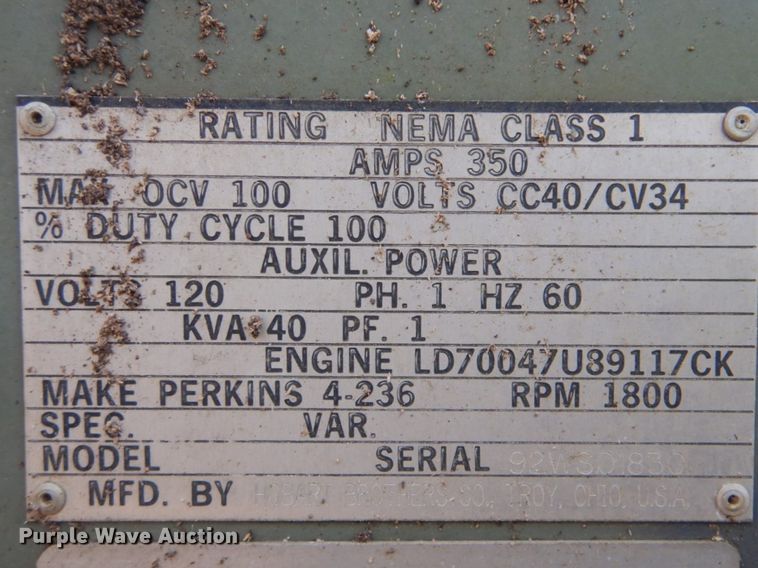 RATING NEMA CLASS 1
AMPS 350
MAX. OCV 100 VOLTS CC40/CV34
% DUTY CYCLE 100
AUXIL. POWER
VOLTS 120 PH. 1 HZ 60
KVA 40 PF. 1
ENGINE LD70047U89117CK
MAKE PERKINS 4-236 RPM 1800
SPEC. VAR.
MODEL SERIAL
MFD. BY HOBART BROTHERS CO., TROY, OHIO, U.S.A.
Purple Wave Auction